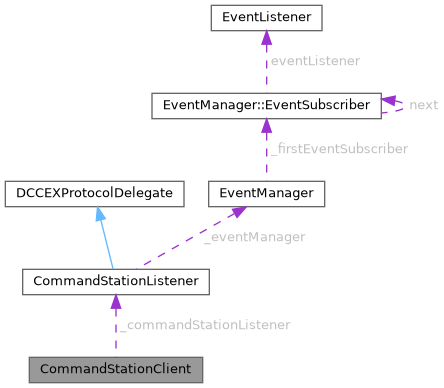 EventListener
eventListener
EventManager::EventSubscriber
next
_firstEventSubscriber
DCCEXProtocolDelegate
EventManager
_eventManager
CommandStationListener
_commandStationListener
CommandStationClient